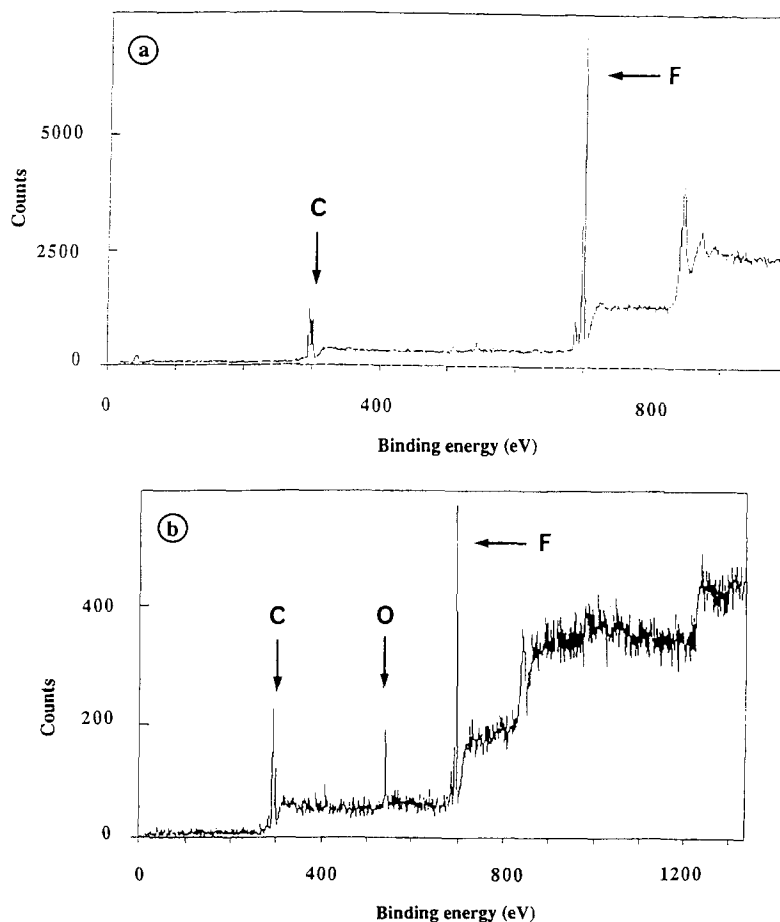 a
F
5000
Counts
C
2500
0
0 400 800
Binding energy (eV)
b
F
400
C O
Counts
200
0
0 400 800 1200
Binding energy (eV)